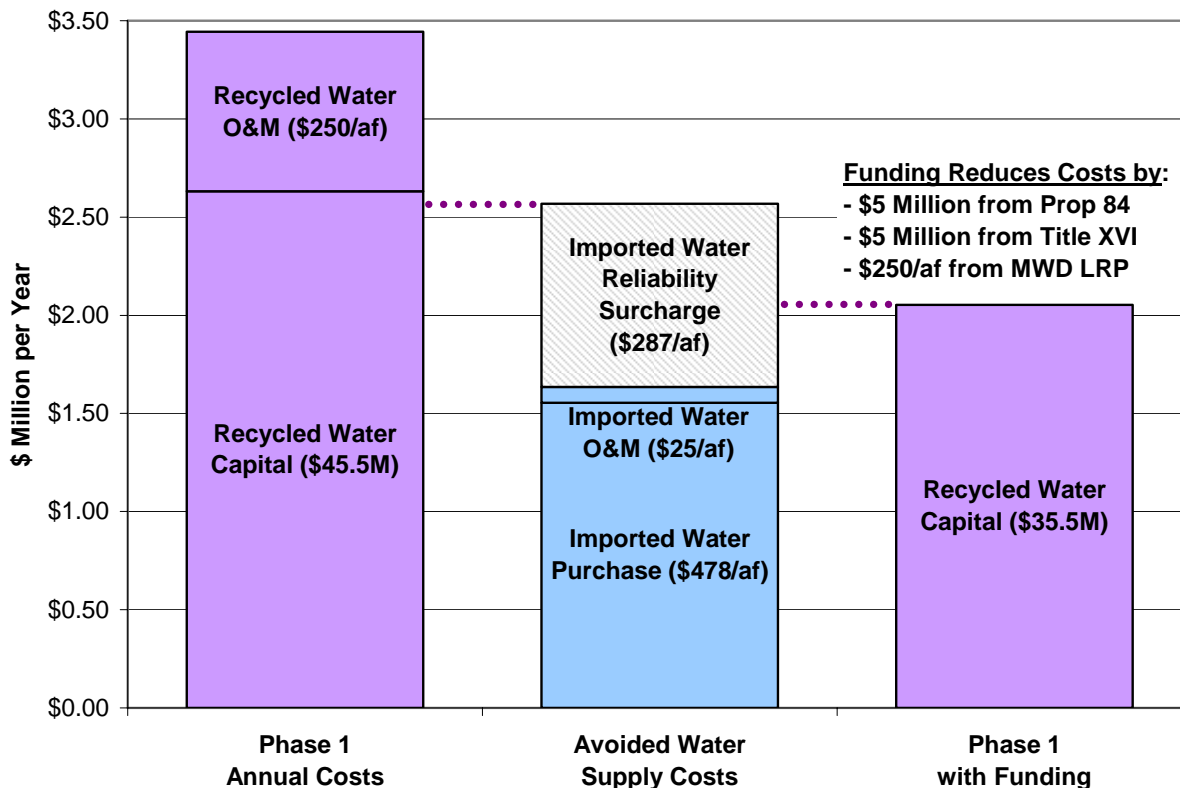 $3.50
$3.00
$2.50
$2.00
$1.50
$1.00
$0.50
$0.00
$ Million per Year
Recycled Water
O&M ($250/af)
Recycled Water
Capital ($45.5M)
Imported Water
Reliability
Surcharge
($287/af)
Imported Water
O&M ($25/af)
Imported Water
Purchase ($478/af)
Funding Reduces Costs by:
- $5 Million from Prop 84
- $5 Million from Title XVI
- $250/af from MWD LRP
Recycled Water
Capital ($35.5M)
Phase 1
Annual Costs
Avoided Water
Supply Costs
Phase 1
with Funding